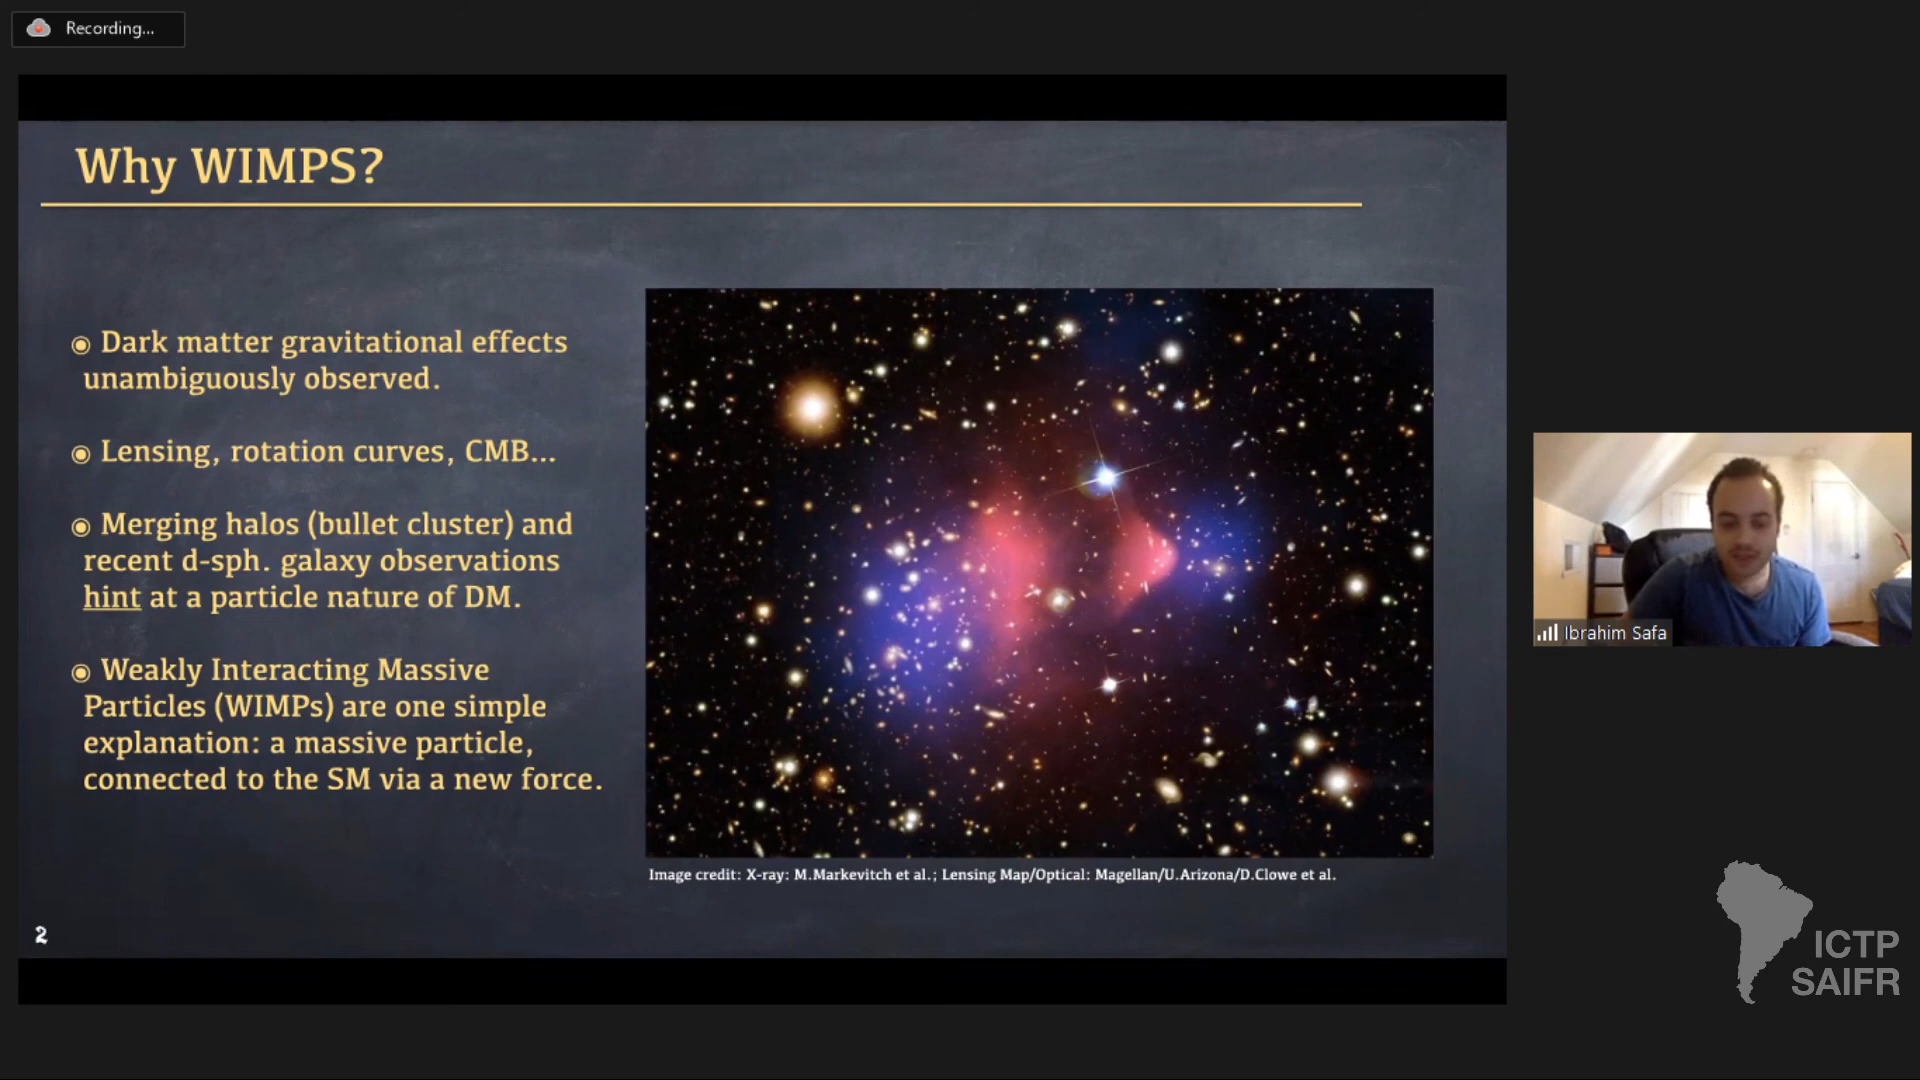 Recording...
Why WIMPS?
Dark matter gravitational effects
unambiguously observed.
Lensing, rotation curves, CMB...
Merging halos (bullet cluster) and
recent d-sph. galaxy observations
hint at a particle nature of DM.
Weakly Interacting Massive
Particles (WIMPs) are one simple
explanation: a massive particle,
connected to the SM via a new force.
Image credit: X-ray: M.Markevitch et al.; Lensing Map/Optical: Magellan/U.Arizona/D.Clowe et al.
2
Ibrahim Safa
ICTP
SAIFR